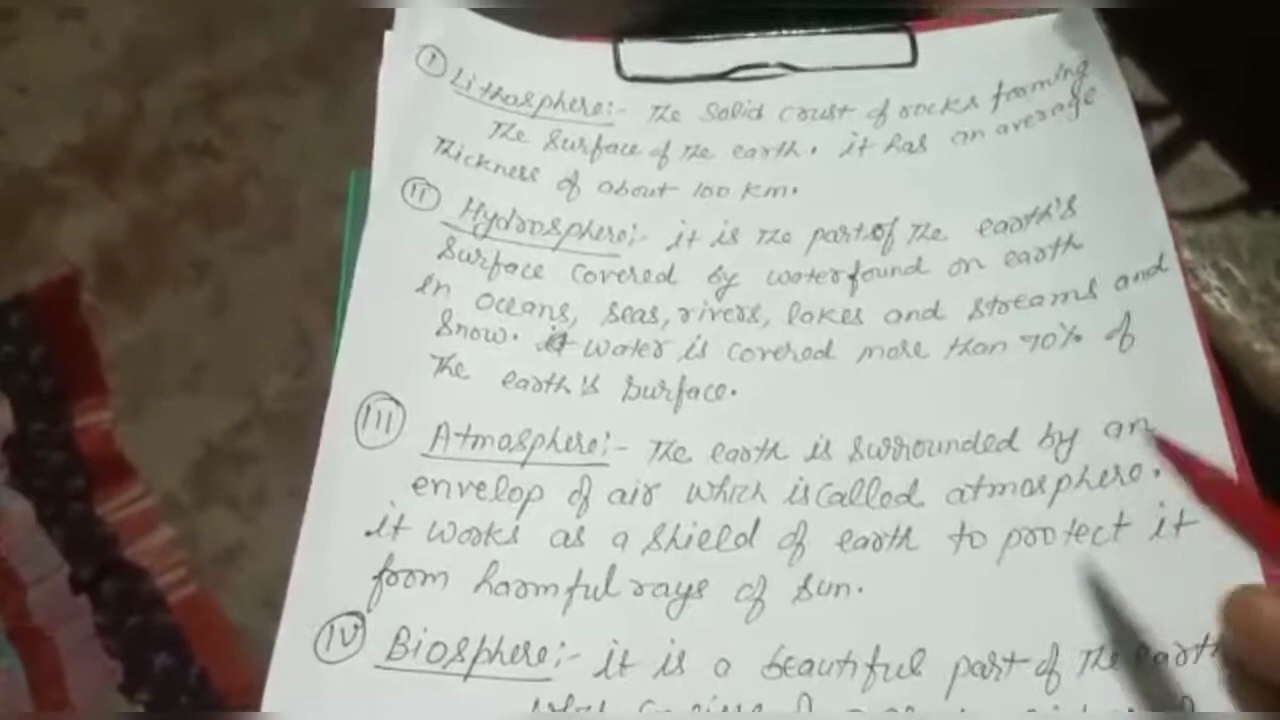 I Lithosphere:- The Solid crust of rocks forming
The Surface of The earth. it has an average
Thickness of about 100 km.
II Hydrosphere:- it is The part of The earth's
Surface covered by water found on earth
in oceans, seas, rivers, lakes and streams and
Snow. it water is covered more than 70% of
The earth's surface.
III Atmosphere:- The earth is surrounded by an
envelop of air which is called atmosphere.
it works as a shield of earth to protect it
from harmful rays of sun.
IV Biosphere:- it is a beautiful part of The earth